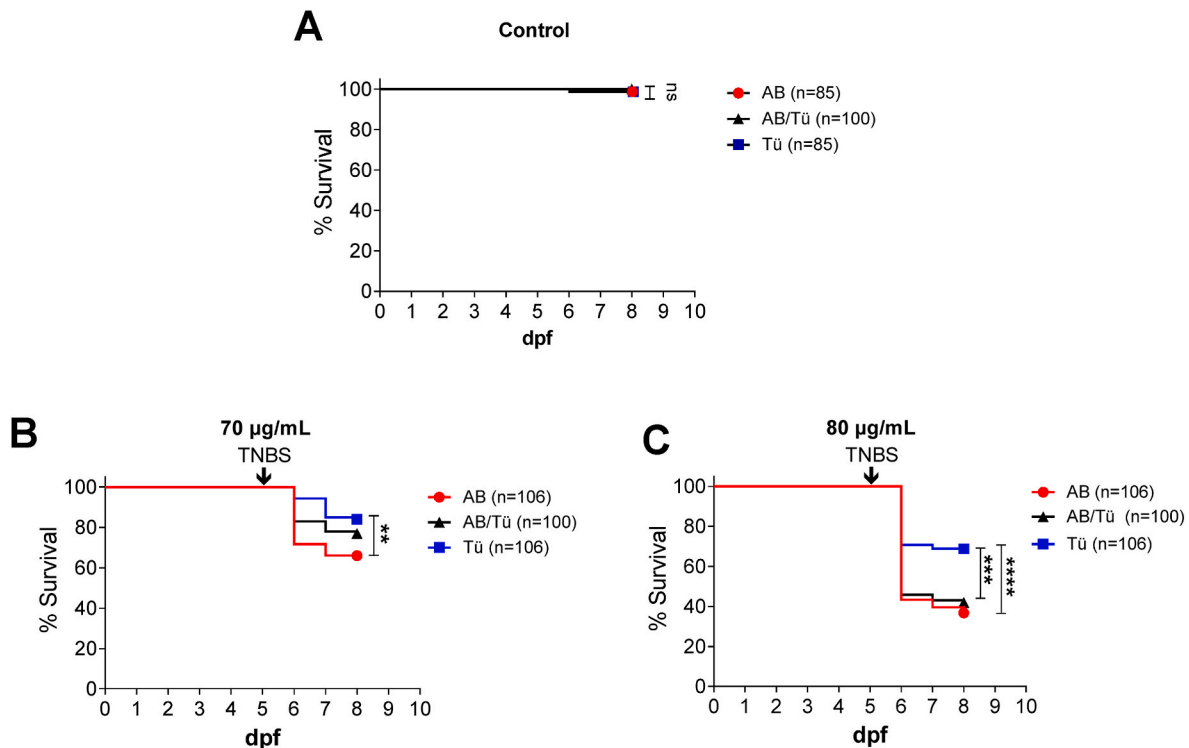 A
Control
% Survival
100
80
60
40
20
0
0 1 2 3 4 5 6 7 8 9 10
dpf
ns
AB (n=85)
AB/Tü (n=100)
Tü (n=85)
B
70 µg/mL
TNBS
% Survival
100
80
60
40
20
0
0 1 2 3 4 5 6 7 8 9 10
dpf
**
AB (n=106)
AB/Tü (n=100)
Tü (n=106)
C
80 µg/mL
TNBS
% Survival
100
80
60
40
20
0
0 1 2 3 4 5 6 7 8 9 10
dpf
***
****
AB (n=106)
AB/Tü (n=100)
Tü (n=106)